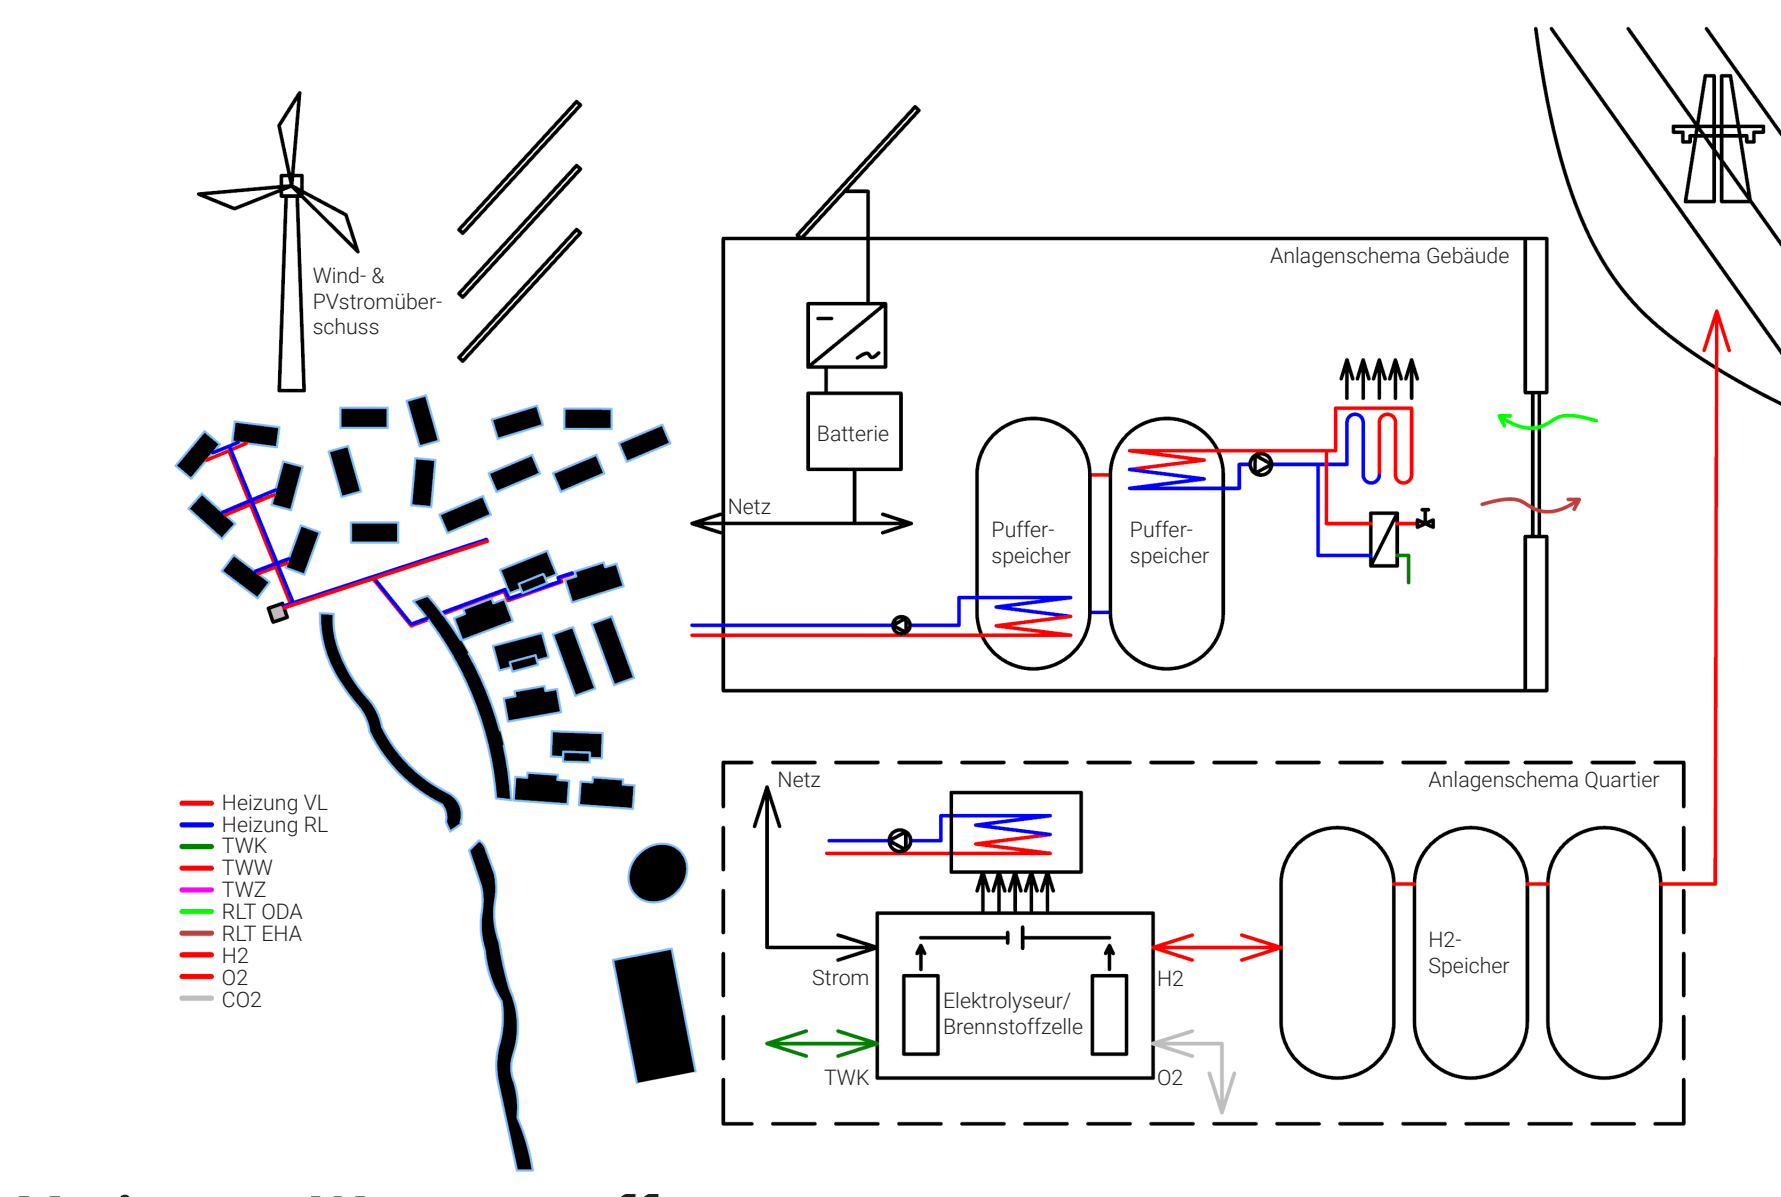 Wind- &
PVstromüber-
schuss
Anlagenschema Gebäude
Batterie
Netz
Puffer-
speicher
Puffer-
speicher
Heizung VL
Heizung RL
TWK
TWW
TWZ
RLT ODA
RLT EHA
H2
O2
CO2
Netz
Anlagenschema Quartier
Strom
H2
Elektrolyseur/
Brennstoffzelle
TWK
O2
H2-
Speicher